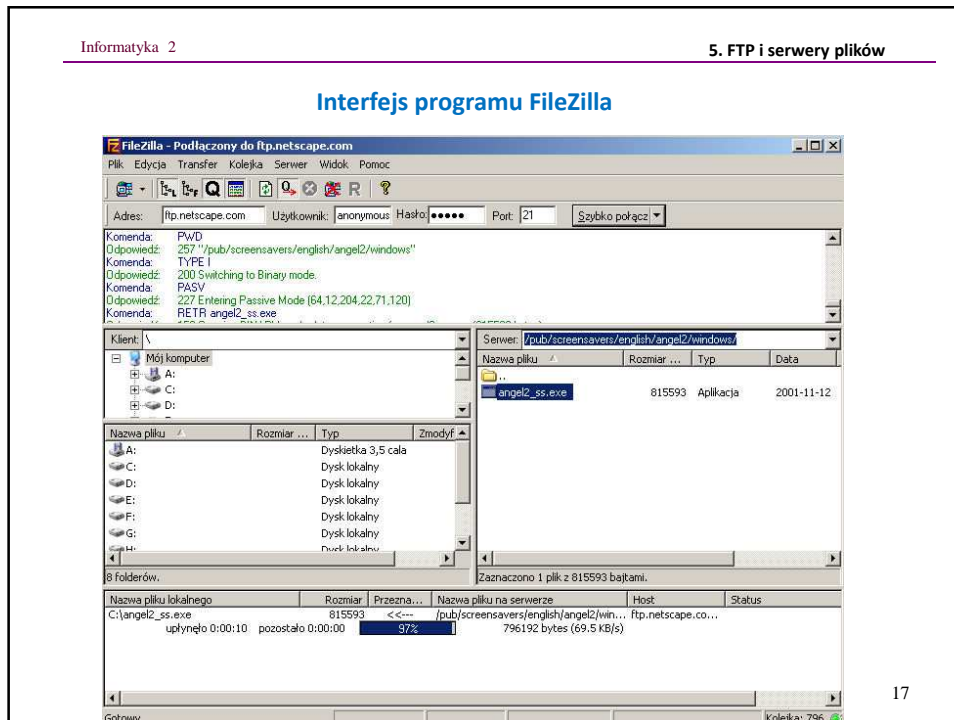 Informatyka 2
5. FTP i serwery plików
Interfejs programu FileZilla
FileZilla - Podłączony do ftp.netscape.com
Plik Edycja Transfer Kolejka Serwer Widok Pomoc
Adres: ftp.netscape.com Użytkownik: anonymous Hasło: ●●●●● Port: 21 Szybko połącz
Komenda: PWD
Odpowiedź: 257 "/pub/screensavers/english/angel2/windows"
Komenda: TYPE I
Odpowiedź: 200 Switching to Binary mode.
Komenda: PASV
Odpowiedź: 227 Entering Passive Mode (64,12,204,22,71,120)
Komenda: RETR angel2_ss.exe
Klient: \
Mój komputer
A:
C:
D:
Nazwa pliku Rozmiar ... Typ Zmodyf
A: Dyskietka 3,5 cala
C: Dysk lokalny
D: Dysk lokalny
E: Dysk lokalny
F: Dysk lokalny
G: Dysk lokalny
H: Dysk lokalny
8 folderów.
Serwer: /pub/screensavers/english/angel2/windows/
Nazwa pliku Rozmiar ... Typ Data
..
angel2_ss.exe 815593 Aplikacja 2001-11-12
Zaznaczono 1 plik z 815593 bajtami.
Nazwa pliku lokalnego Rozmiar Przezna... Nazwa pliku na serwerze Host Status
C:\angel2_ss.exe 815593 <<--- /pub/screensavers/english/angel2/win... ftp.netscape.co...
upłynęło 0:00:10 pozostało 0:00:00 97% 796192 bytes (69.5 KB/s)
Gotowy Kolejka: 796
17